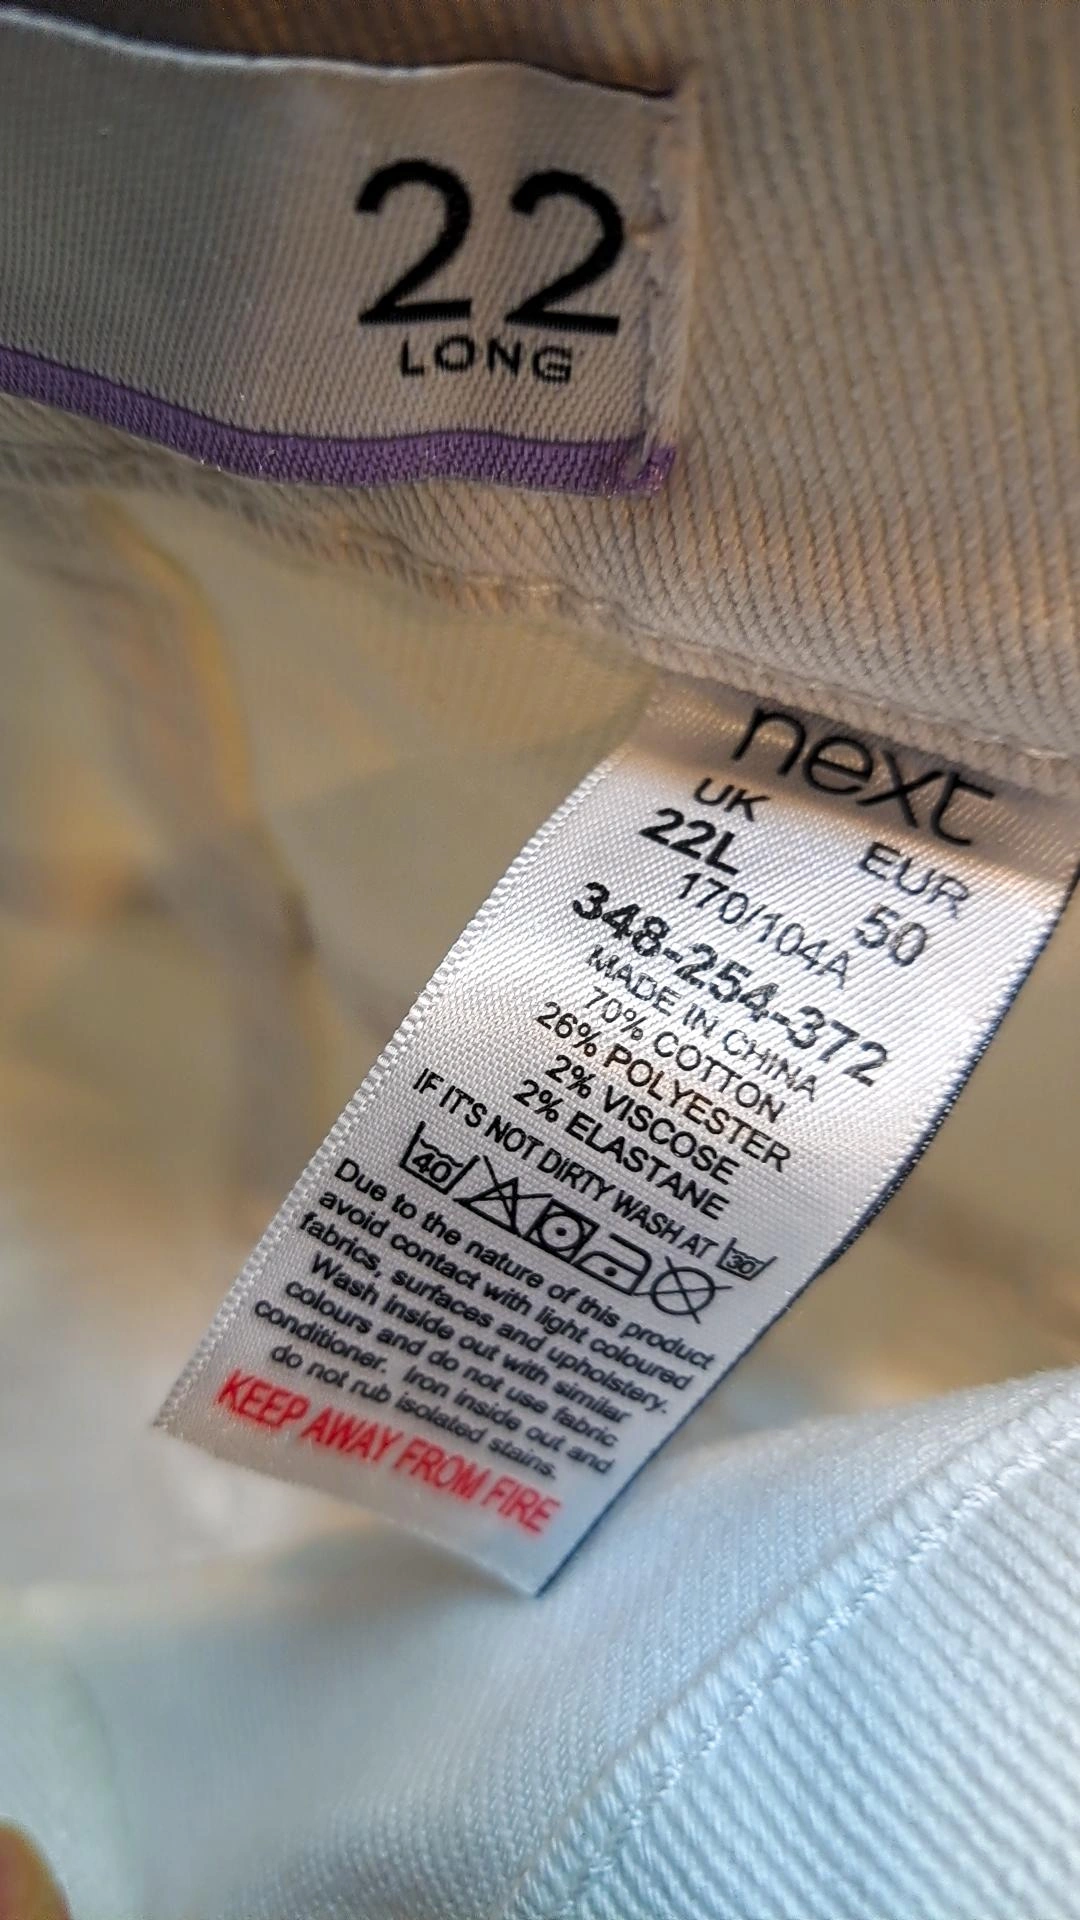 22
LONG
next
UK EUR
22L 50
170/104A
348-254-372
MADE IN CHINA
70% COTTON
26% POLYESTER
2% VISCOSE
2% ELASTANE
IF IT'S NOT DIRTY WASH AT 30
40
Due to the nature of this product
avoid contact with light coloured
fabrics, surfaces and upholstery.
Wash inside out with similar
colours and do not use fabric
conditioner. Iron inside out and
do not rub isolated stains.
KEEP AWAY FROM FIRE